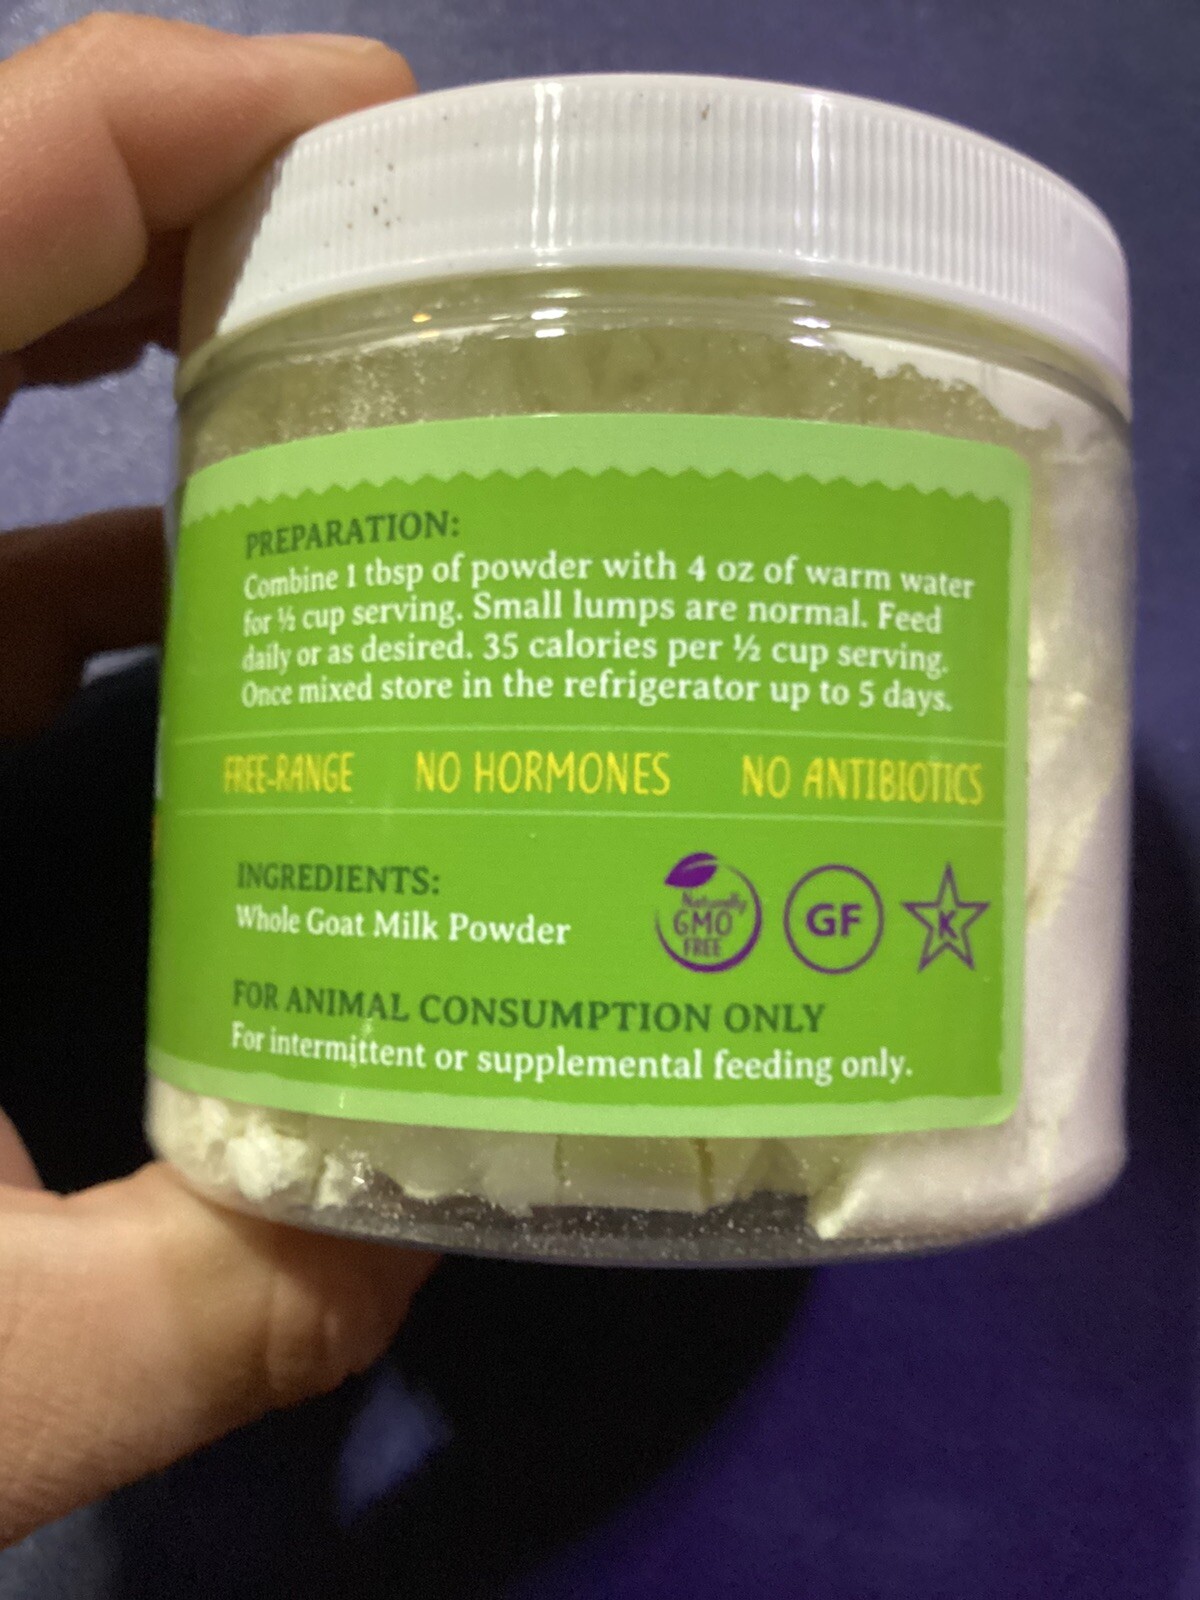 PREPARATION:
Combine 1 tbsp of powder with 4 oz of warm water
for ½ cup serving. Small lumps are normal. Feed
daily or as desired. 35 calories per ½ cup serving.
Once mixed store in the refrigerator up to 5 days.
FREE-RANGE NO HORMONES NO ANTIBIOTICS
INGREDIENTS:
Whole Goat Milk Powder
Naturally
GMO
FREE
GF
K
FOR ANIMAL CONSUMPTION ONLY
For intermittent or supplemental feeding only.